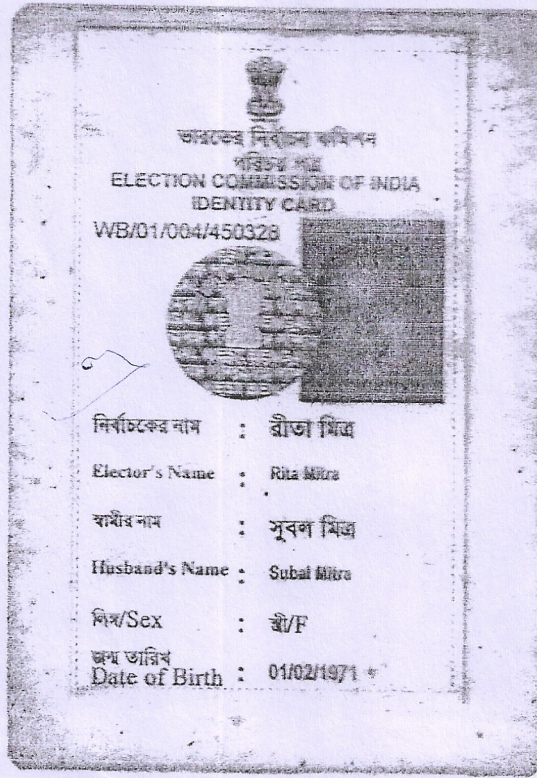 ভারতের নির্বাচন কমিশন
পরিচয় পত্র
ELECTION COMMISSION OF INDIA
IDENTITY CARD
WB/01/004/450328
নির্বাচকের নাম : রীতা মিত্র
Elector's Name : Rita Mitra
স্বামীর নাম : সুবল মিত্র
Husband's Name : Subal Mitra
লিঙ্গ/Sex : স্ত্রী/F
জন্ম তারিখ
Date of Birth : 01/02/1971